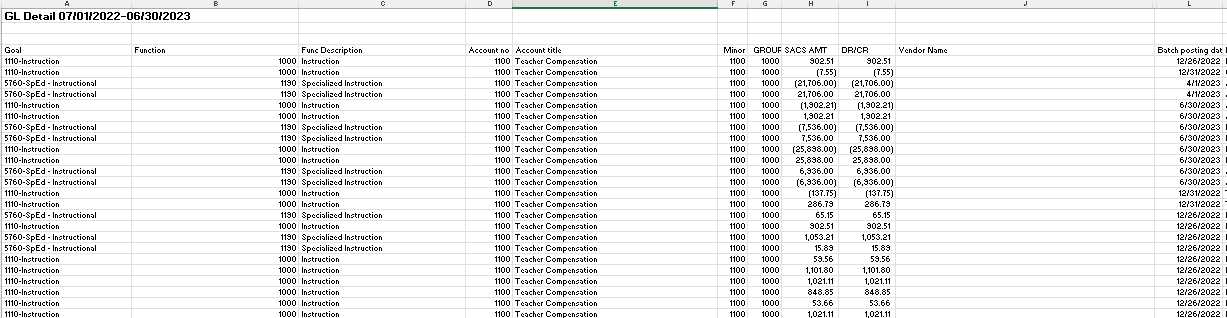 A B C D E F G H I J L
GL Detail 07/01/2022-06/30/2023
Goal Function Func Description Account no Account title Minor GROUP SACS AMT DR/CR Vendor Name Batch posting dat
1110-Instruction 1000 Instruction 1100 Teacher Compensation 1100 1000 902.51 902.51 12/26/2022
1110-Instruction 1000 Instruction 1100 Teacher Compensation 1100 1000 (7.55) (7.55) 12/31/2022
5760-SpEd - Instructional 1190 Specialized Instruction 1100 Teacher Compensation 1100 1000 (21,706.00) (21,706.00) 4/1/2023
5760-SpEd - Instructional 1190 Specialized Instruction 1100 Teacher Compensation 1100 1000 21,706.00 21,706.00 4/1/2023
1110-Instruction 1000 Instruction 1100 Teacher Compensation 1100 1000 (1,902.21) (1,902.21) 6/30/2023
1110-Instruction 1000 Instruction 1100 Teacher Compensation 1100 1000 1,902.21 1,902.21 6/30/2023
5760-SpEd - Instructional 1190 Specialized Instruction 1100 Teacher Compensation 1100 1000 (7,536.00) (7,536.00) 6/30/2023
5760-SpEd - Instructional 1190 Specialized Instruction 1100 Teacher Compensation 1100 1000 7,536.00 7,536.00 6/30/2023
1110-Instruction 1000 Instruction 1100 Teacher Compensation 1100 1000 (25,898.00) (25,898.00) 6/30/2023
1110-Instruction 1000 Instruction 1100 Teacher Compensation 1100 1000 25,898.00 25,898.00 6/30/2023
5760-SpEd - Instructional 1190 Specialized Instruction 1100 Teacher Compensation 1100 1000 6,936.00 6,936.00 6/30/2023
5760-SpEd - Instructional 1190 Specialized Instruction 1100 Teacher Compensation 1100 1000 (6,936.00) (6,936.00) 6/30/2023
1110-Instruction 1000 Instruction 1100 Teacher Compensation 1100 1000 (137.75) (137.75) 12/31/2022
1110-Instruction 1000 Instruction 1100 Teacher Compensation 1100 1000 286.79 286.79 12/31/2022
5760-SpEd - Instructional 1190 Specialized Instruction 1100 Teacher Compensation 1100 1000 65.15 65.15 12/26/2022
1110-Instruction 1000 Instruction 1100 Teacher Compensation 1100 1000 902.51 902.51 12/26/2022
5760-SpEd - Instructional 1190 Specialized Instruction 1100 Teacher Compensation 1100 1000 1,053.21 1,053.21 12/26/2022
5760-SpEd - Instructional 1190 Specialized Instruction 1100 Teacher Compensation 1100 1000 15.89 15.89 12/26/2022
1110-Instruction 1000 Instruction 1100 Teacher Compensation 1100 1000 59.56 59.56 12/26/2022
1110-Instruction 1000 Instruction 1100 Teacher Compensation 1100 1000 1,101.80 1,101.80 12/26/2022
1110-Instruction 1000 Instruction 1100 Teacher Compensation 1100 1000 1,021.11 1,021.11 12/26/2022
1110-Instruction 1000 Instruction 1100 Teacher Compensation 1100 1000 848.85 848.85 12/26/2022
1110-Instruction 1000 Instruction 1100 Teacher Compensation 1100 1000 53.66 53.66 12/26/2022
1110-Instruction 1000 Instruction 1100 Teacher Compensation 1100 1000 1,021.11 1,021.11 12/26/2022